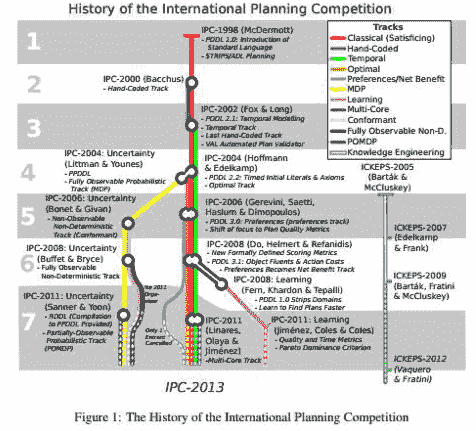 History of the International Planning Competition
1
IPC-1998 (McDermott)
- PDDL 1.0: Introduction of
Standard Language
- STRIPS/ADL Planning
Tracks
Classical (Satisficing)
Hand-Coded
Temporal
Optimal
Preferences/Net Benefit
MDP
Learning
Multi-Core
Conformant
Fully Observable Non-D.
POMDP
Knowledge Engineering
2
IPC-2000 (Bacchus)
- Hand-Coded Track
3
IPC-2002 (Fox & Long)
- PDDL 2.1: Temporal Modelling
- Temporal Track
- Last Hand-Coded Track
- VAL Automated Plan Validator
4
IPC-2004: Uncertainty
(Littman & Younes)
- PPDDL
- Fully Observable Probabilistic
Track (MDP)
IPC-2004 (Hoffmann
& Edelkamp)
- PDDL 2.2: Timed Initial Literals & Axioms
- Optimal Track
ICKEPS-2005
(Barták &
McCluskey)
5
IPC-2006: Uncertainty
(Bonet & Givan)
- Non-Observable
Non-Deterministic
Track (Conformant)
IPC-2006 (Gerevini, Saetti,
Haslum & Dimopoulos)
- PDDL 3.0: Preferences (preferences track)
- Shift of focus to Plan Quality Metrics
ICKEPS-2007
(Edelkamp
& Frank)
6
IPC-2008: Uncertainty
(Buffet & Bryce)
- Fully Observable
Non-Deterministic Track
IPC-2008 (Do, Helmert & Refanidis)
- New Formally Defined Scoring Metrics
- PDDL 3.1: Object Fluents & Action Costs
- Preferences Becomes Net Benefit Track
IPC-2008: Learning
(Fern, Khardon & Tepalli)
- PDDL 1.0 Strips Domains
- Learn to Find Plans Faster
ICKEPS-2009
(Barták, Fratini
& McCluskey)
7
IPC-2011: Uncertainty
(Sanner & Yoon)
- RDDL (Compilation
to PPDDL Provided)
- Partially-Observable
Probabilistic Track
(POMDP)
No 2011
Only 1
Entrant
Cancelled
IPC-2011
(Linares,
Olaya &
Jiménez)
- Multi-Core Track
IPC-2011: Learning
(Jiménez, Coles & Coles)
- Quality and Time Metrics
- Pareto Dominance Criterion
ICKEPS-2012
(Vaquero
& Fratini)
IPC-2013
Figure 1: The History of the International Planning Competition